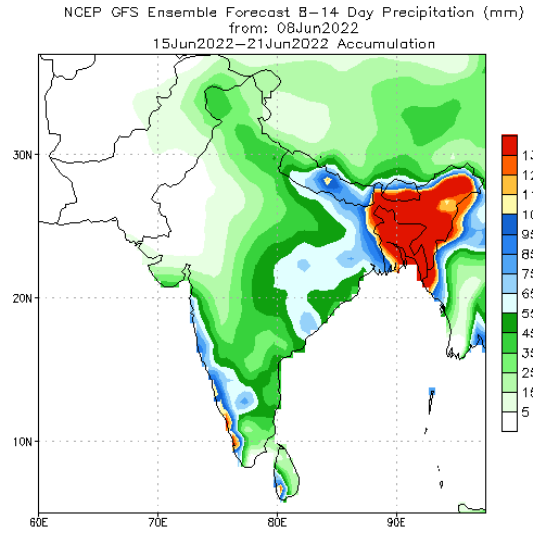 NCEP GFS Ensemble Forecast 8-14 Day Precipitation (mm)
from: 08Jun2022
15Jun2022-21Jun2022 Accumulation
30N
20N
10N
60E
70E
80E
90E
95
85
75
65
55
45
35
25
15
5